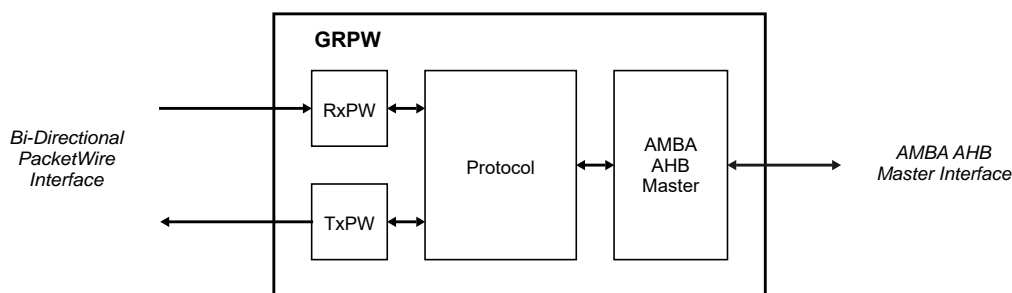 GRPW
RxPW
Bi-Directional
PacketWire
Interface
Protocol
AMBA
AHB
Master
AMBA AHB
Master Interface
TxPW